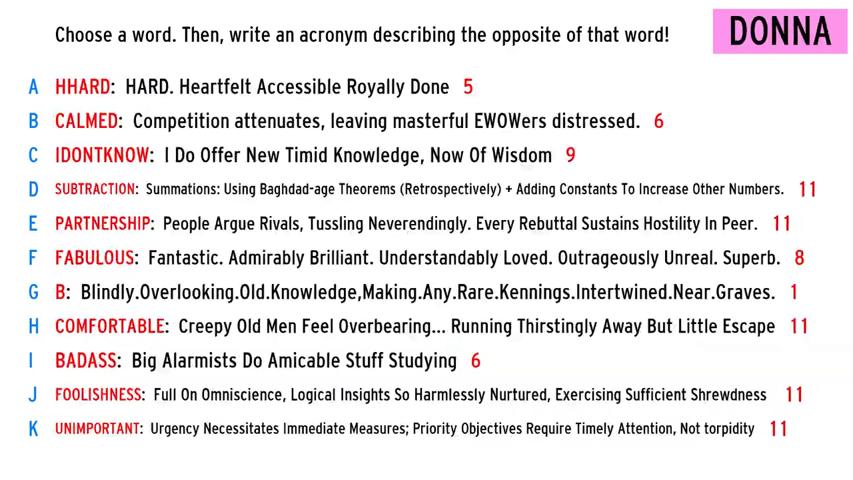 Choose a word. Then, write an acronym describing the opposite of that word!
DONNA
A HHARD: HARD. Heartfelt Accessible Royally Done 5
B CALMED: Competition attenuates, leaving masterful EWOWers distressed. 6
C IDONTKNOW: I Do Offer New Timid Knowledge, Now Of Wisdom 9
D SUBTRACTION: Summations: Using Baghdad-age Theorems (Retrospectively) + Adding Constants To Increase Other Numbers. 11
E PARTNERSHIP: People Argue Rivals, Tussling Neverendingly. Every Rebuttal Sustains Hostility In Peer. 11
F FABULOUS: Fantastic. Admirably Brilliant. Understandably Loved. Outrageously Unreal. Superb. 8
G B: Blindly.Overlooking.Old.Knowledge,Making.Any.Rare.Kennings.Intertwined.Near.Graves. 1
H COMFORTABLE: Creepy Old Men Feel Overbearing... Running Thirstingly Away But Little Escape 11
I BADASS: Big Alarmists Do Amicable Stuff Studying 6
J FOOLISHNESS: Full On Omniscience, Logical Insights So Harmlessly Nurtured, Exercising Sufficient Shrewdness 11
K UNIMPORTANT: Urgency Necessitates Immediate Measures; Priority Objectives Require Timely Attention, Not torpidity 11